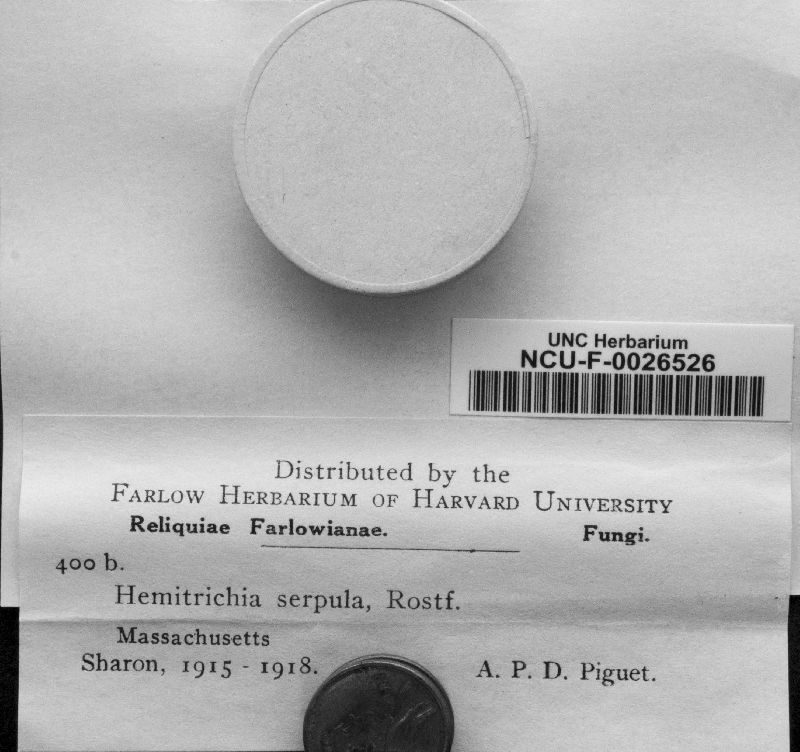 UNC Herbarium
NCU-F-0026526
Distributed by the
FARLOW HERBARIUM OF HARVARD UNIVERSITY
Reliquiae Farlowianae. Fungi.
400 b.
Hemitrichia serpula, Rostf.
Massachusetts
Sharon, 1915 - 1918. A. P. D. Piguet.